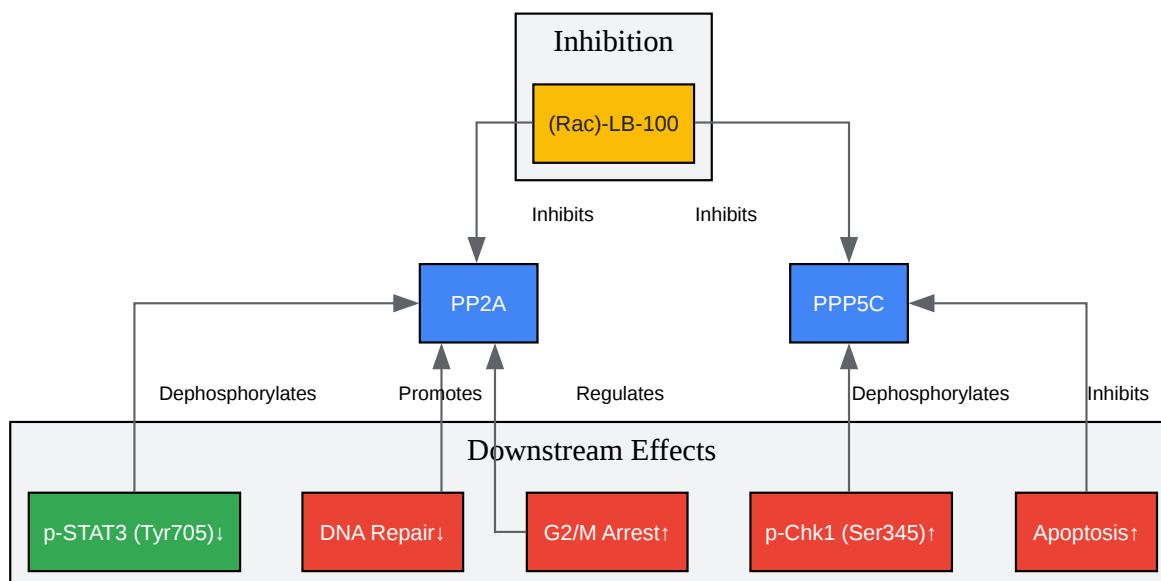 Inhibition
(Rac)-LB-100
Inhibits
Inhibits
PP2A
PPP5C
Dephosphorylates
Promotes
Regulates
Dephosphorylates
Inhibits
Downstream Effects
p-STAT3 (Tyr705)↓
DNA Repair↓
G2/M Arrest↑
p-Chk1 (Ser345)↑
Apoptosis↑